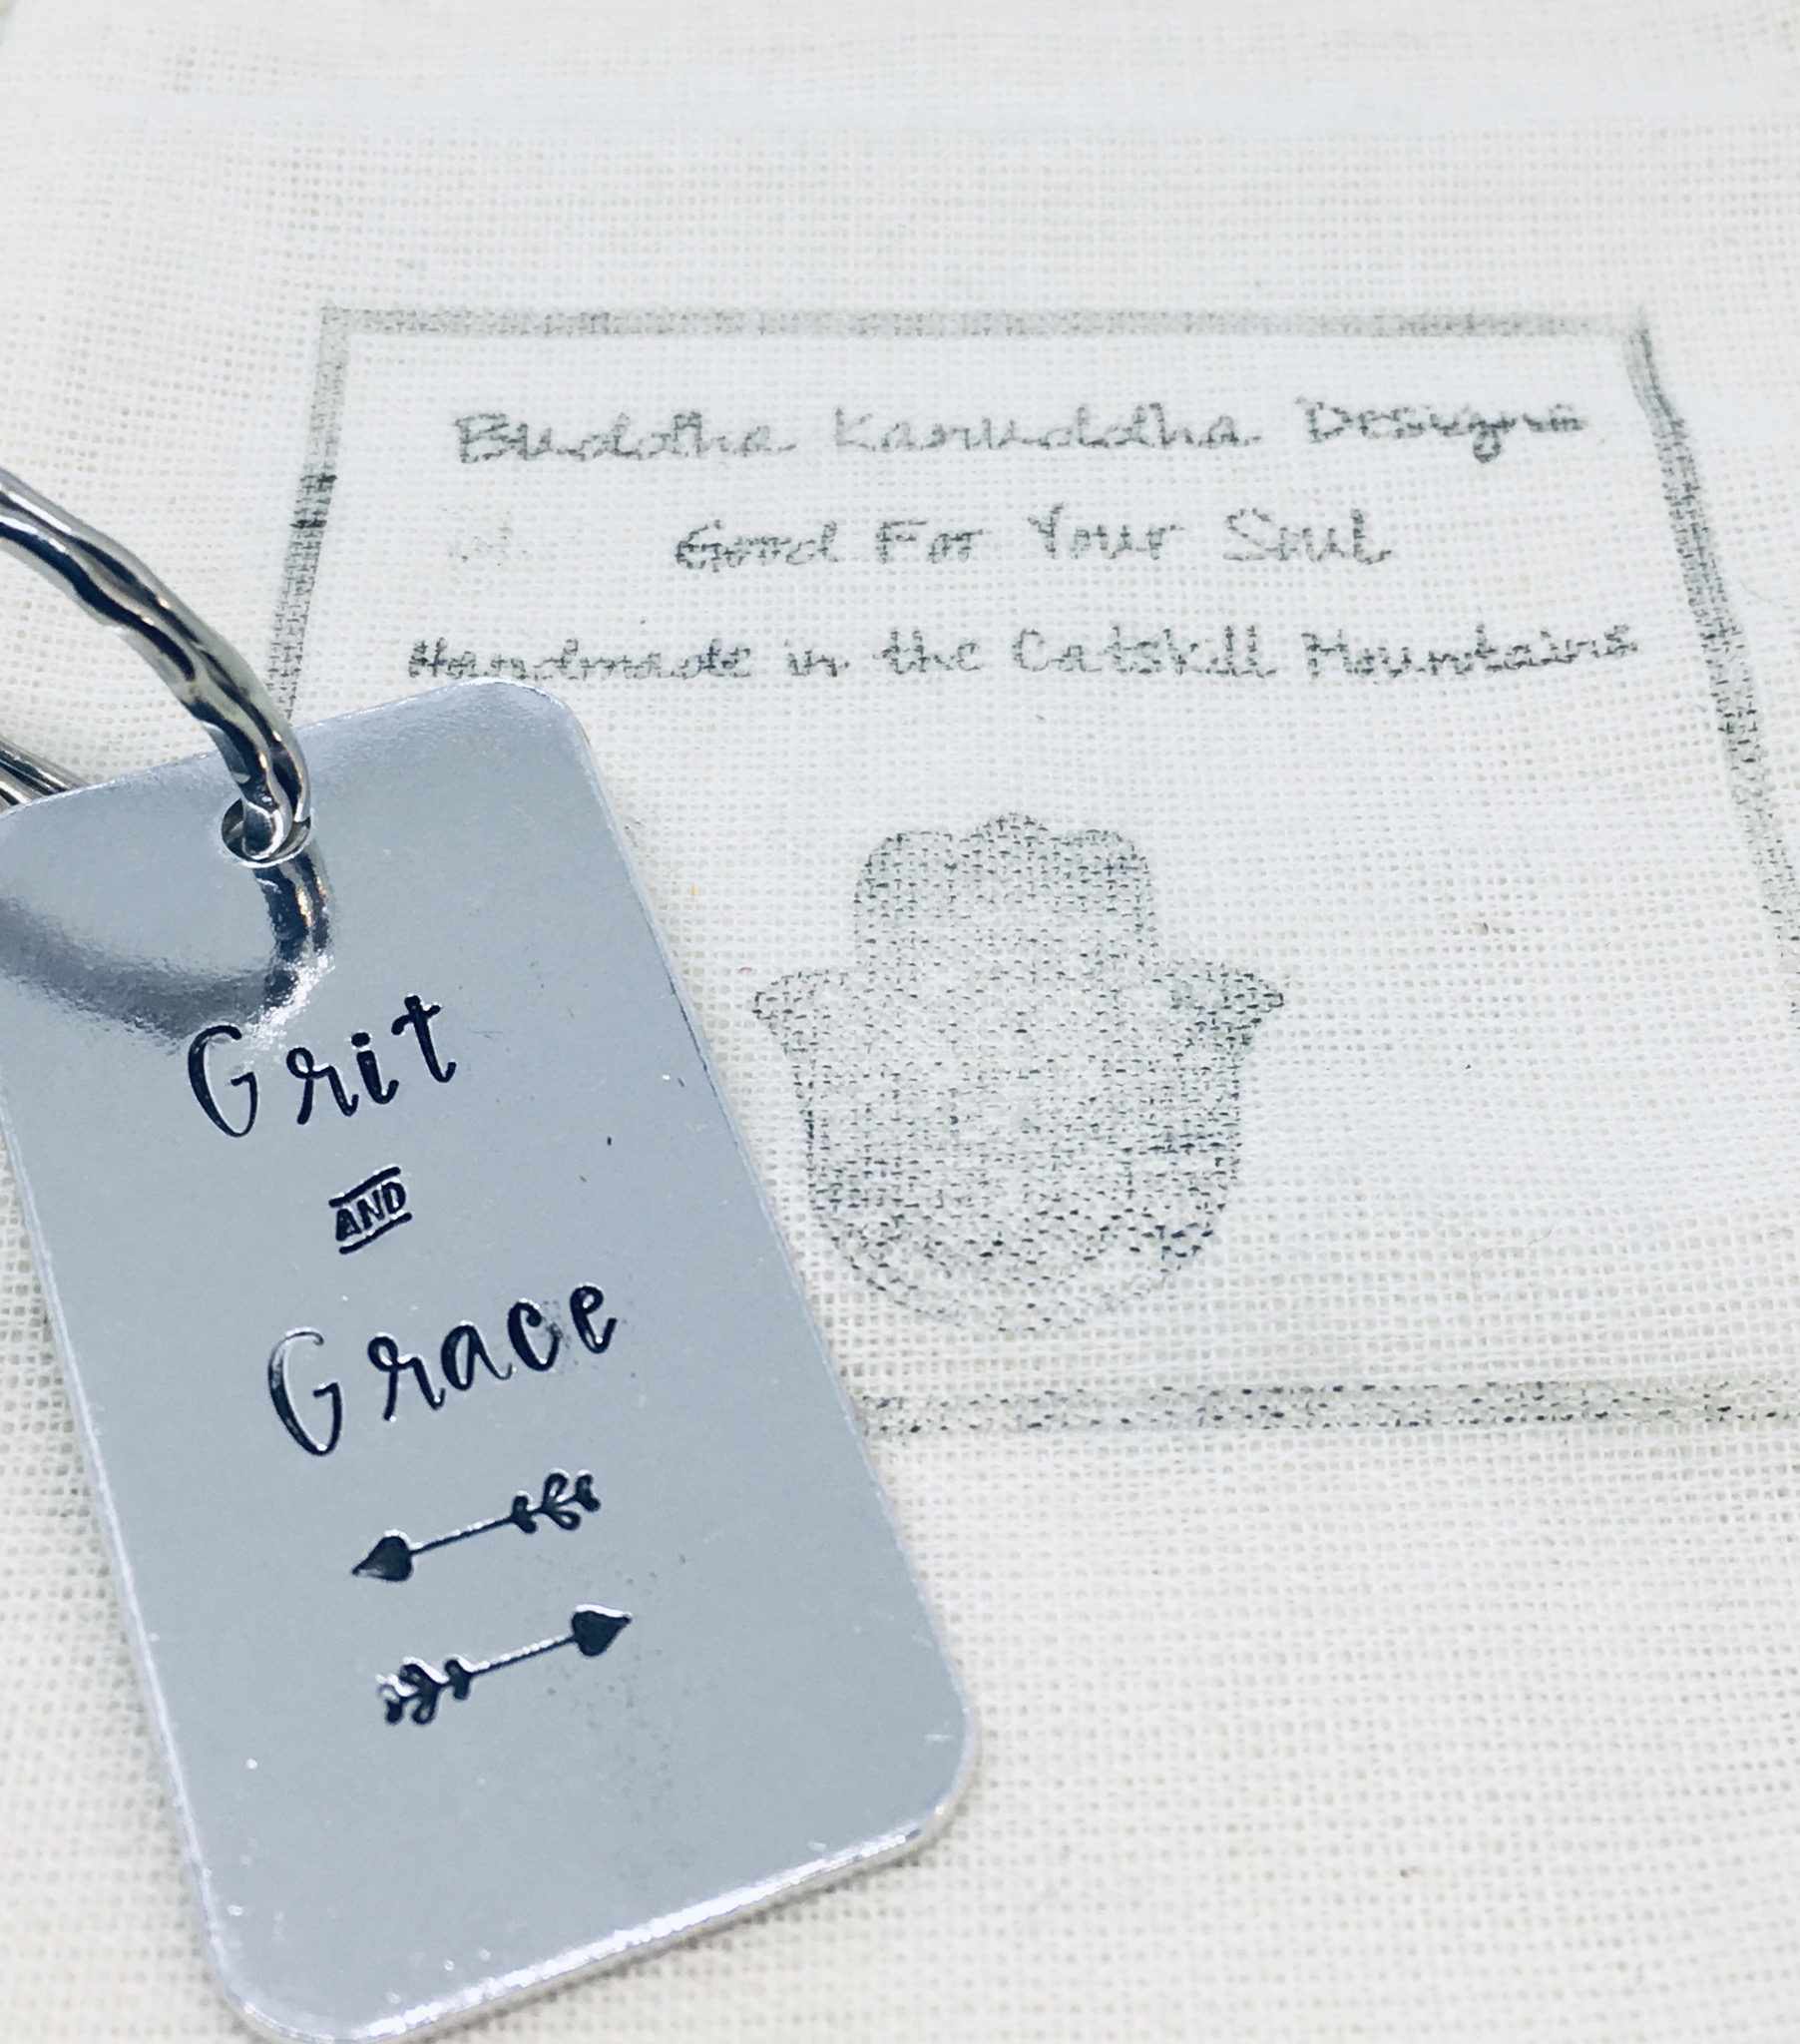 Buddha Karuddha Designs
Good For Your Soul
Handmade in the Catskill Mountains
Grit
AND
Grace